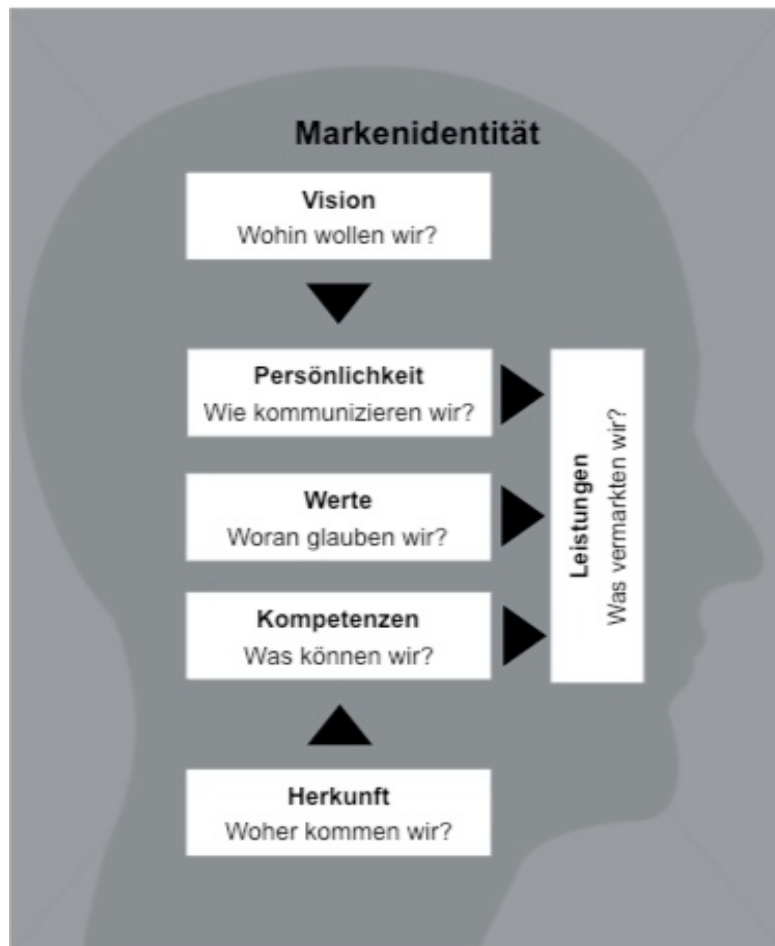 Markenidentität
Vision
Wohin wollen wir?
Persönlichkeit
Wie kommunizieren wir?
Werte
Woran glauben wir?
Kompetenzen
Was können wir?
Herkunft
Woher kommen wir?
Leistungen
Was vermarkten wir?